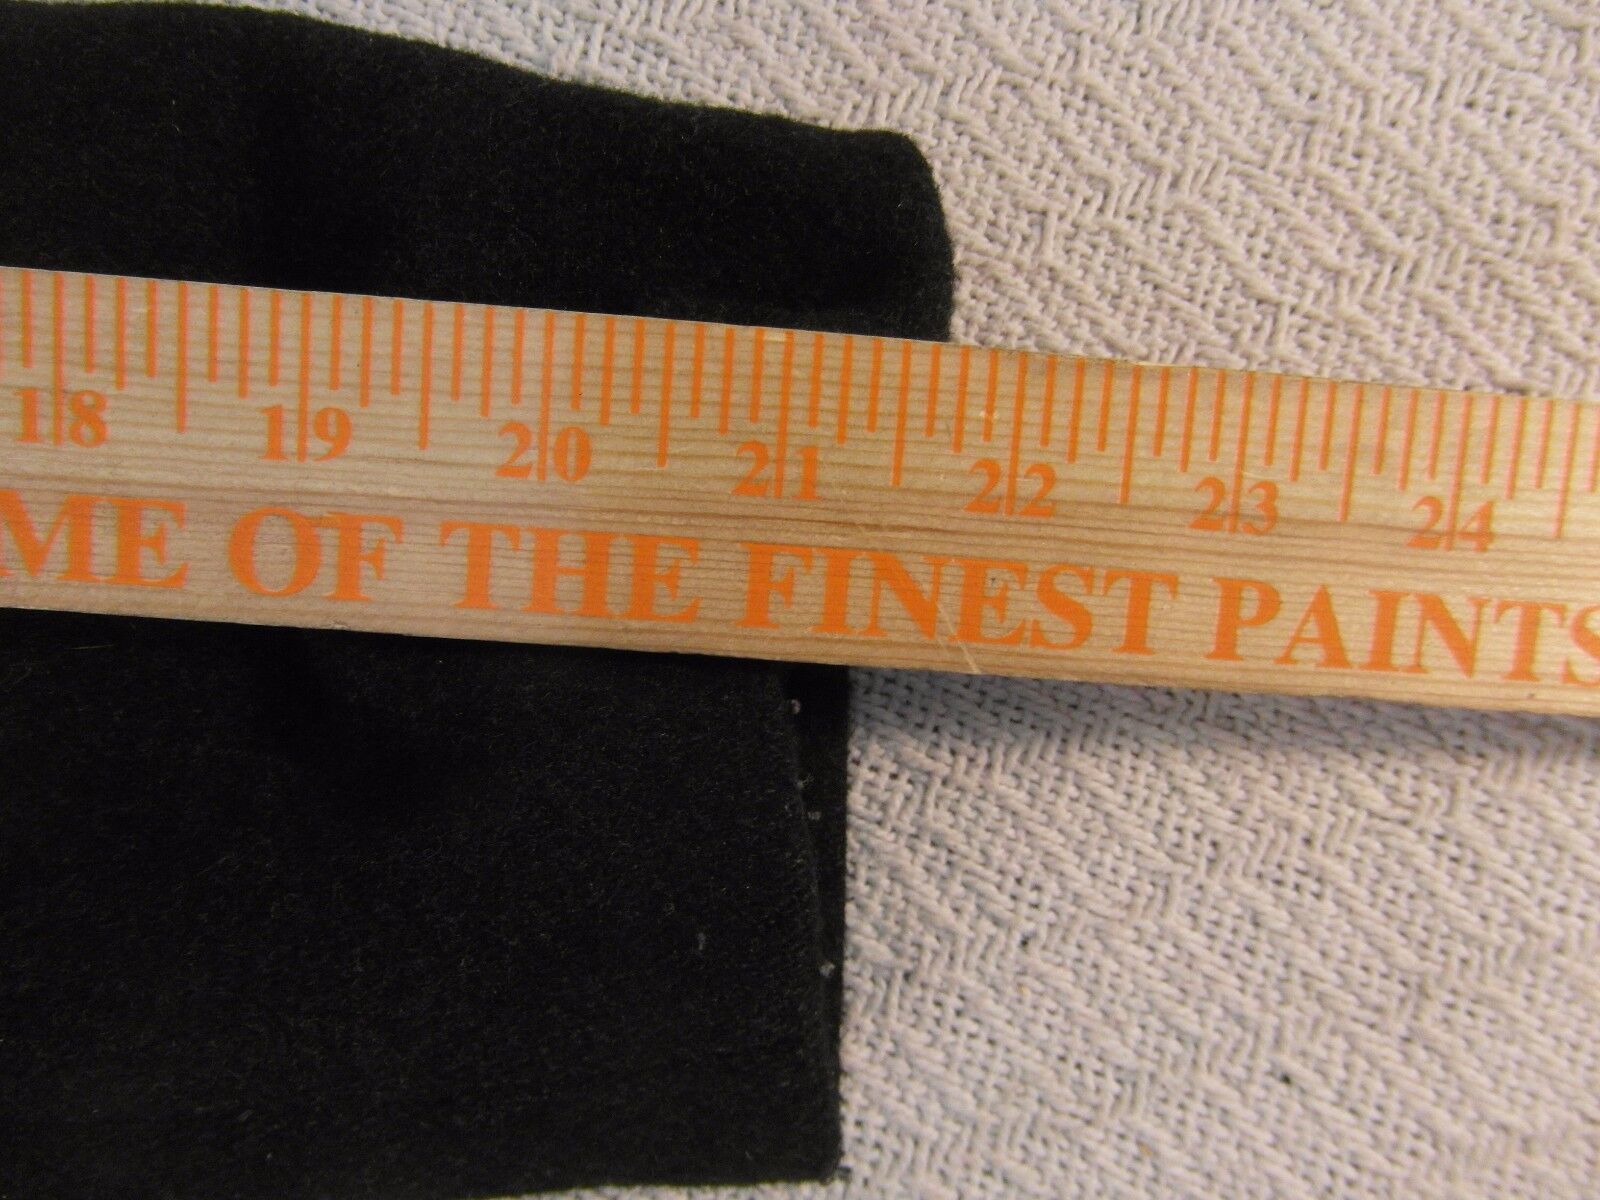 18 19 20 21 22 23 24
ME OF THE FINEST PAINTS